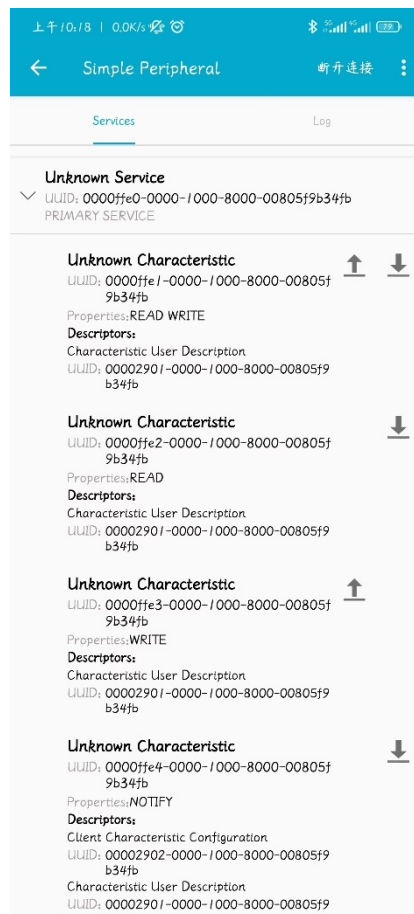 上午10:18 | 0.0K/s
5G 4G 79
Simple Peripheral 断开连接
Services Log
Unknown Service
UUID: 0000ffe0-0000-1000-8000-00805f9b34fb
PRIMARY SERVICE
Unknown Characteristic
UUID: 0000ffe1-0000-1000-8000-00805f
9b34fb
Properties:READ WRITE
Descriptors:
Characteristic User Description
UUID: 00002901-0000-1000-8000-00805f9
b34fb
Unknown Characteristic
UUID: 0000ffe2-0000-1000-8000-00805f
9b34fb
Properties:READ
Descriptors:
Characteristic User Description
UUID: 00002901-0000-1000-8000-00805f9
b34fb
Unknown Characteristic
UUID: 0000ffe3-0000-1000-8000-00805f
9b34fb
Properties:WRITE
Descriptors:
Characteristic User Description
UUID: 00002901-0000-1000-8000-00805f9
b34fb
Unknown Characteristic
UUID: 0000ffe4-0000-1000-8000-00805f
9b34fb
Properties:NOTIFY
Descriptors:
Client Characteristic Configuration
UUID: 00002902-0000-1000-8000-00805f9
b34fb
Characteristic User Description
UUID: 00002901-0000-1000-8000-00805f9